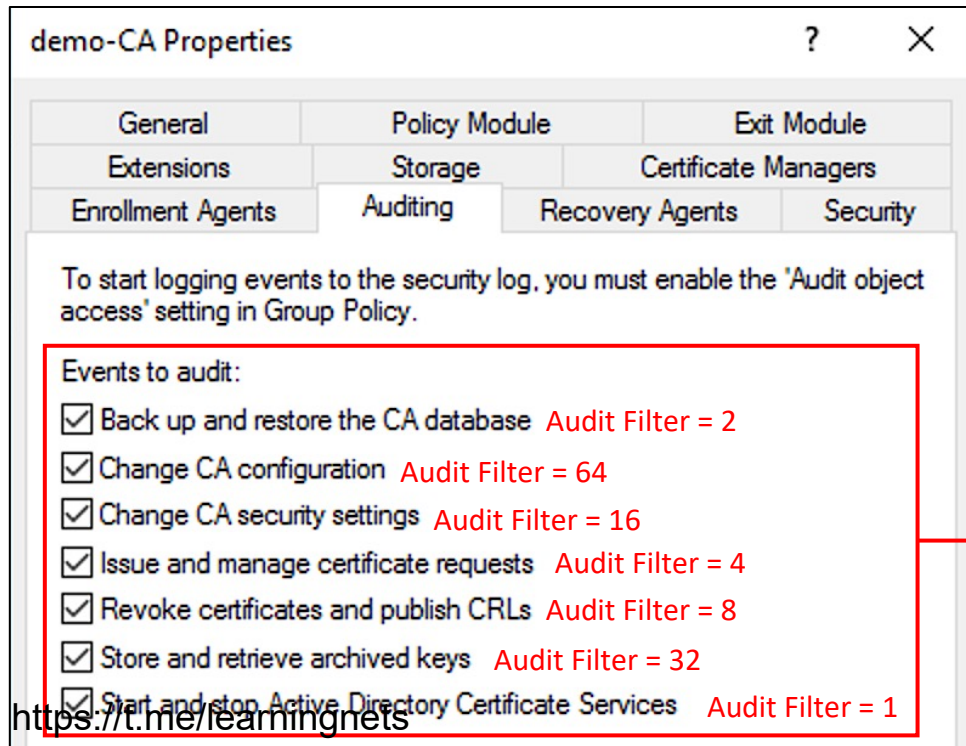 demo-CA Properties ? ×
General Policy Module Exit Module
Extensions Storage Certificate Managers
Enrollment Agents Auditing Recovery Agents Security
To start logging events to the security log, you must enable the 'Audit object
access' setting in Group Policy.
Events to audit:
Back up and restore the CA database Audit Filter = 2
Change CA configuration Audit Filter = 64
Change CA security settings Audit Filter = 16
Issue and manage certificate requests Audit Filter = 4
Revoke certificates and publish CRLs Audit Filter = 8
Store and retrieve archived keys Audit Filter = 32
Start and stop Active Directory Certificate Services Audit Filter = 1
https://t.me/learningnets